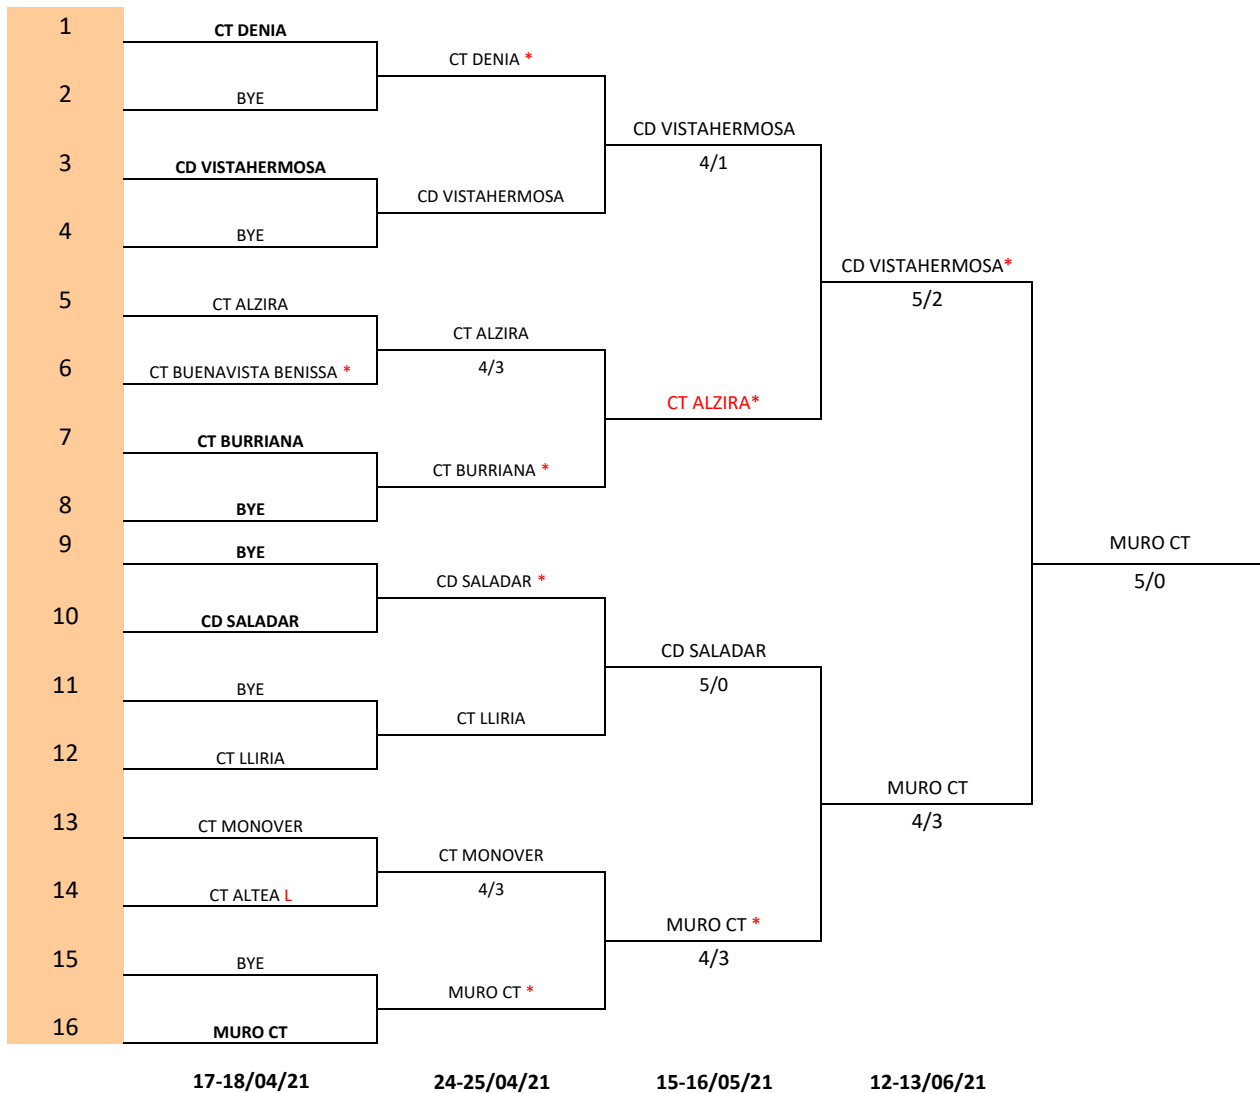 1
CT DENIA
CT DENIA *
2
BYE
CD VISTAHERMOSA
4/1
3
CD VISTAHERMOSA
CD VISTAHERMOSA
4
BYE
CD VISTAHERMOSA*
5/2
5
CT ALZIRA
CT ALZIRA
4/3
6
CT BUENAVISTA BENISSA *
CT ALZIRA*
7
CT BURRIANA
CT BURRIANA *
8
BYE
9
BYE
MURO CT
5/0
CD SALADAR *
10
CD SALADAR
CD SALADAR
5/0
11
BYE
CT LLIRIA
12
CT LLIRIA
MURO CT
4/3
13
CT MONOVER
CT MONOVER
4/3
14
CT ALTEA L
MURO CT *
4/3
15
BYE
MURO CT *
16
MURO CT
17-18/04/21
24-25/04/21
15-16/05/21
12-13/06/21